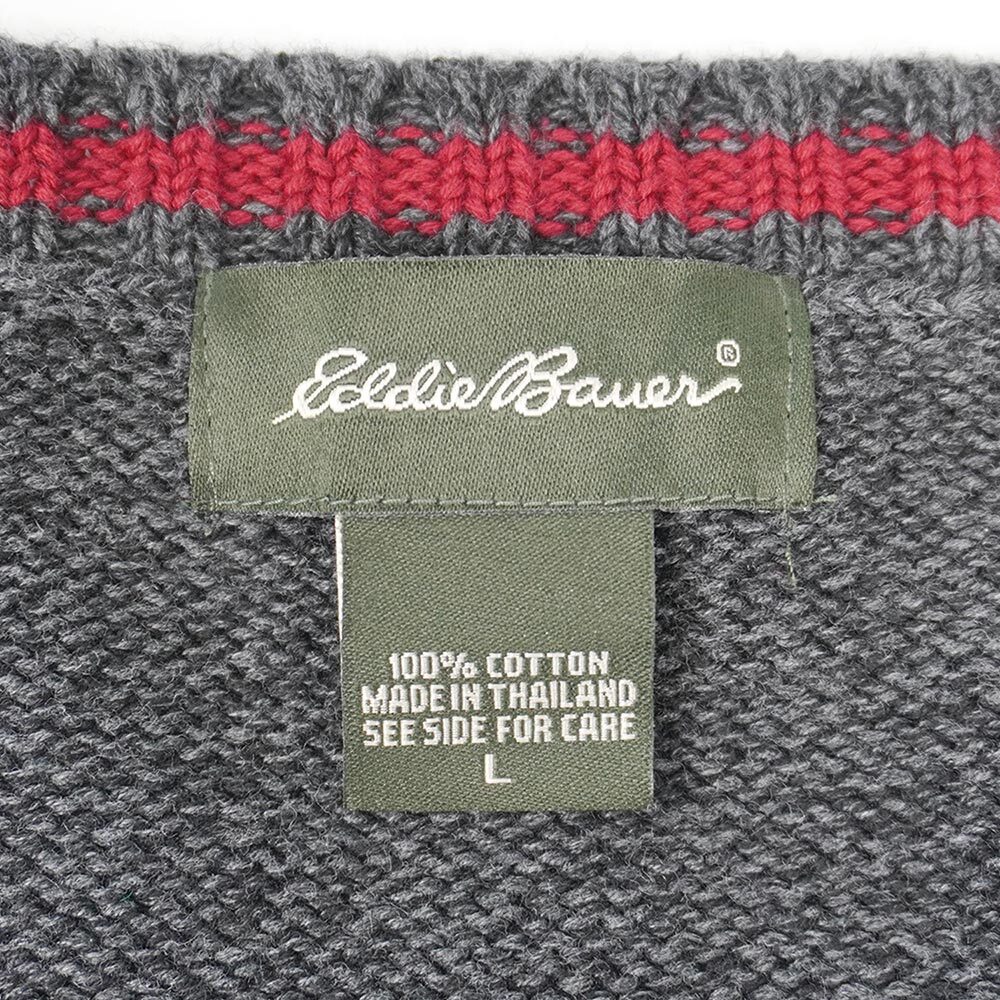 Eddie Bauer®
100% COTTON
MADE IN THAILAND
SEE SIDE FOR CARE
L